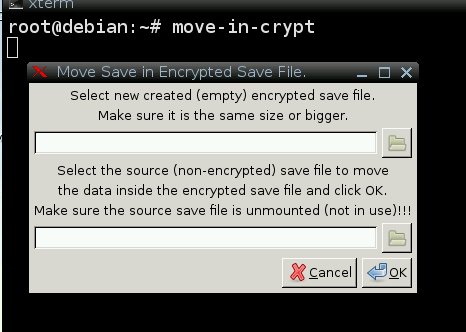 xterm
root@debian:~# move-in-crypt
Move Save in Encrypted Save File.
Select new created (empty) encrypted save file.
Make sure it is the same size or bigger.
Select the source (non-encrypted) save file to move
the data inside the encrypted save file and click OK.
Make sure the source save file is unmounted (not in use)!!!
Cancel
OK